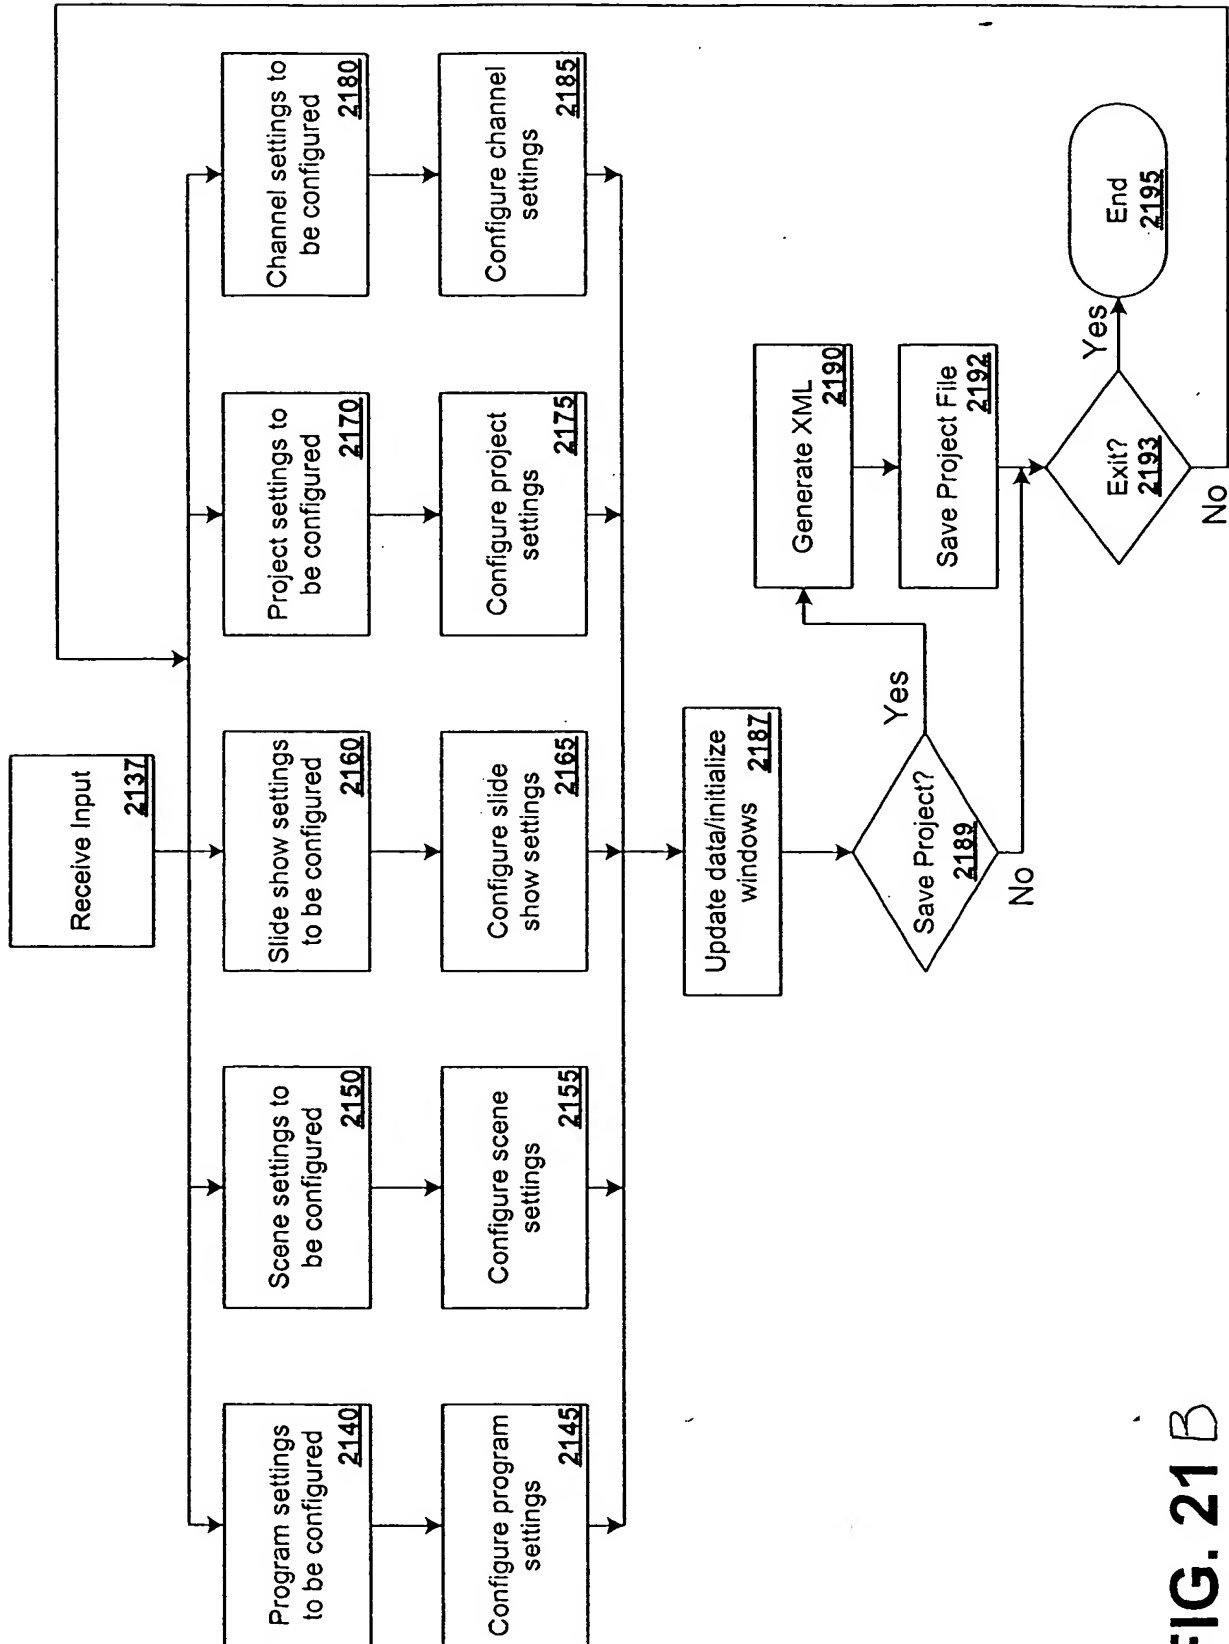 Receive Input
2137
Program settings
to be configured
2140
Scene settings to
be configured
2150
Slide show settings
to be configured
2160
Project settings to
be configured
2170
Channel settings to
be configured
2180
Configure program
settings
2145
Configure scene
settings
2155
Configure slide
show settings
2165
Configure project
settings
2175
Configure channel
settings
2185
Update data/initialize
windows
2187
Save Project?
2189
Yes
No
Generate XML
2190
Save Project File
2192
Exit?
2193
Yes
No
End
2195
FIG. 21B